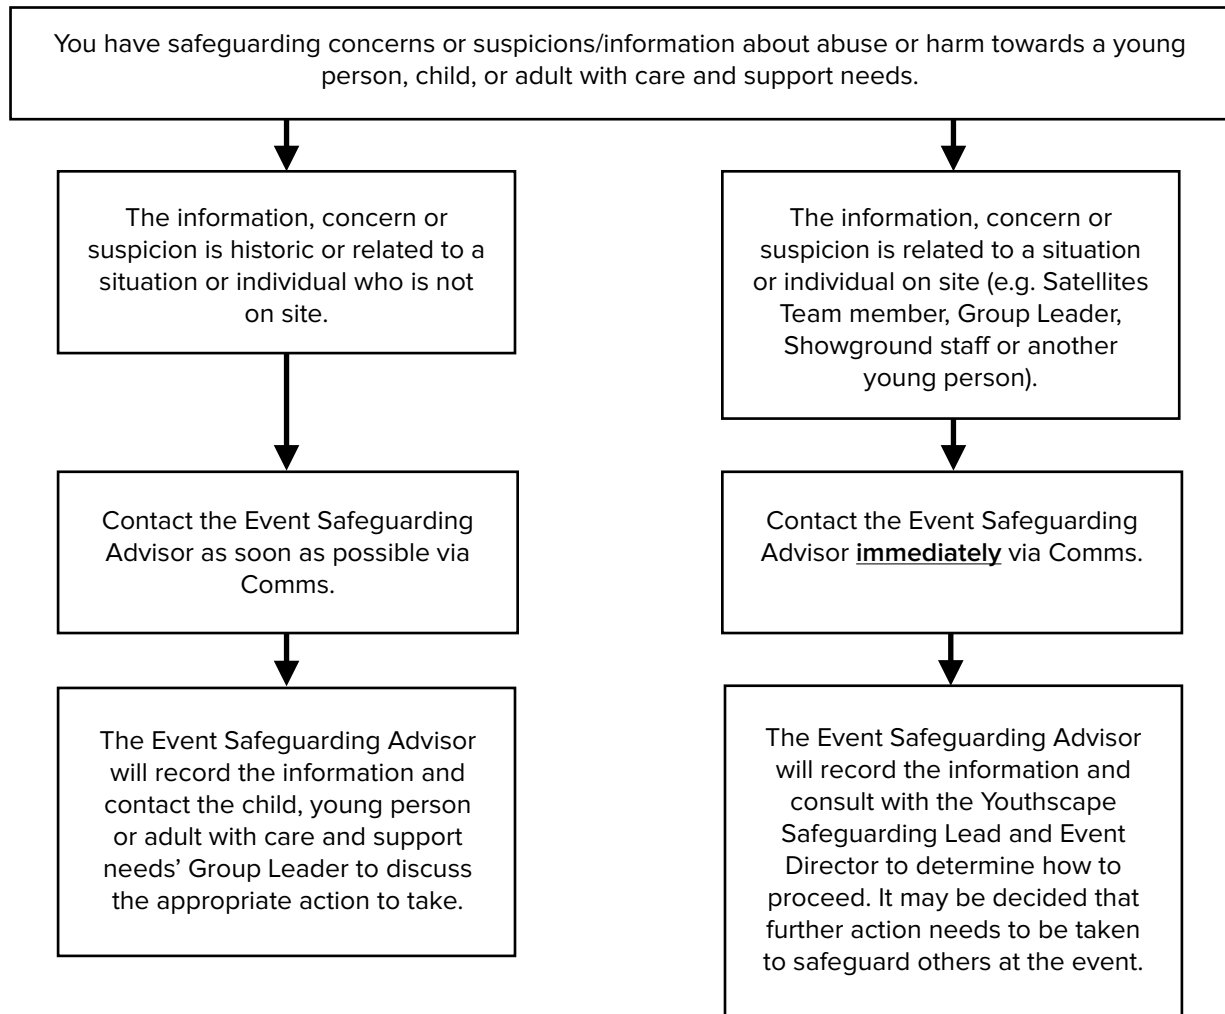 You have safeguarding concerns or suspicions/information about abuse or harm towards a young
person, child, or adult with care and support needs.
The information, concern or
suspicion is historic or related to a
situation or individual who is not
on site.
Contact the Event Safeguarding
Advisor as soon as possible via
Comms.
The Event Safeguarding Advisor
will record the information and
contact the child, young person
or adult with care and support
needs’ Group Leader to discuss
the appropriate action to take.
The information, concern or
suspicion is related to a situation
or individual on site (e.g. Satellites
Team member, Group Leader,
Showground staff or another
young person).
Contact the Event Safeguarding
Advisor immediately via Comms.
The Event Safeguarding Advisor
will record the information and
consult with the Youthscape
Safeguarding Lead and Event
Director to determine how to
proceed. It may be decided that
further action needs to be taken
to safeguard others at the event.